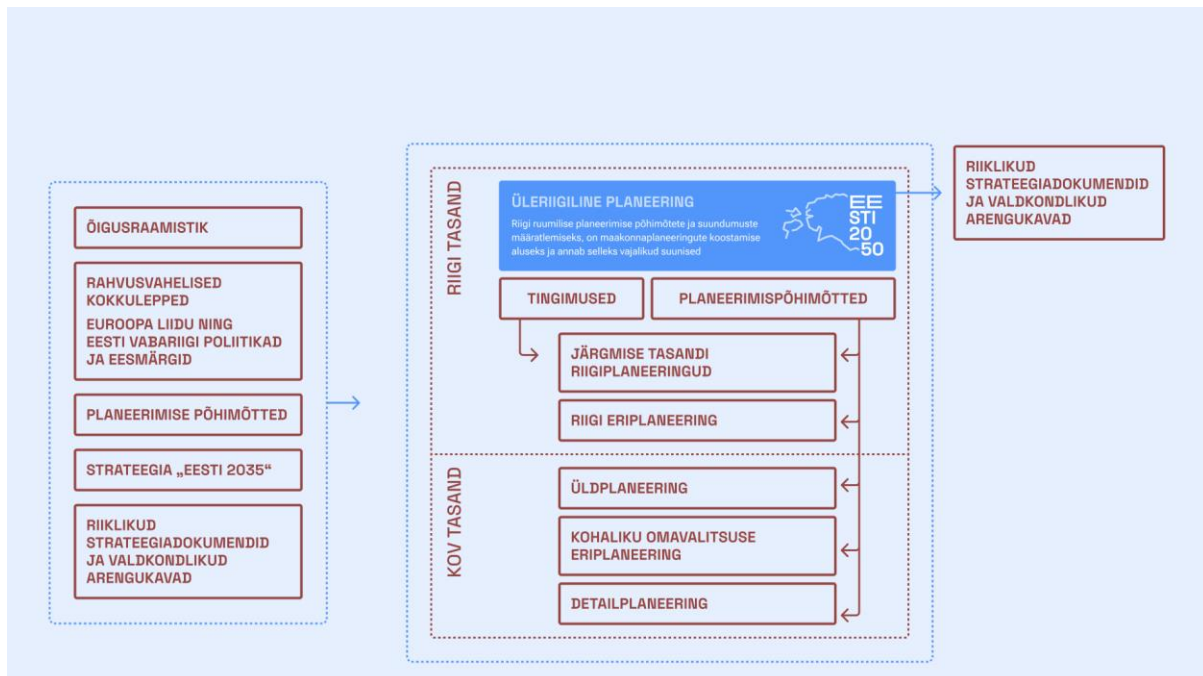 ÕIGUSRAAMISTIK
RAHVUSVAHELISED
KOKKULEPPED
EUROOPA LIIDU NING
EESTI VABARIIGI POLIITIKAD
JA EESMÄRGID
PLANEERIMISE PÕHIMÕTTED
STRATEEGIA „EESTI 2035“
RIIKLIKUD
STRATEEGIADOKUMENDID
JA VALDKONDLIKUD
ARENGUKAVAD
RIIGI TASAND
ÜLERIIGILINE PLANEERING
Riigi ruumilise planeerimise põhimõtete ja suundumuste
määratlemiseks, on maakonnaplaneeringute koostamise
aluseks ja annab selleks vajalikud suunised
EE
STI
20
50
TINGIMUSED
PLANEERIMISPÕHIMÕTTED
JÄRGMISE TASANDI
RIIGIPLANEERINGUD
RIIGI ERIPLANEERING
KOV TASAND
ÜLDPLANEERING
KOHALIKU OMAVALITSUSE
ERIPLANEERING
DETAILPLANEERING
RIIKLIKUD
STRATEEGIADOKUMENDID
JA VALDKONDLIKUD
ARENGUKAVAD